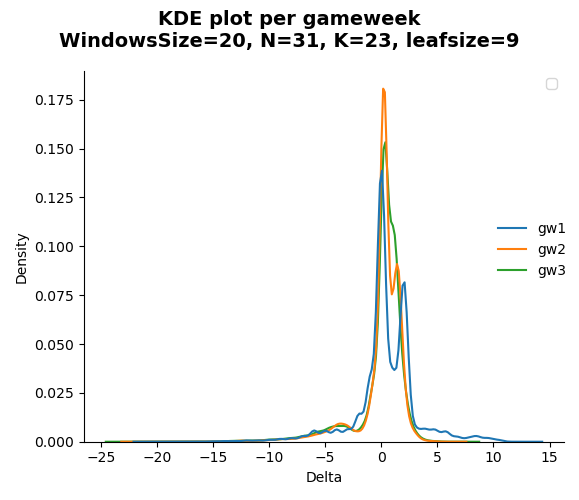 KDE plot per gameweek
WindowsSize=20, N=31, K=23, leafsize=9
0.175
0.150
0.125
0.100
0.075
0.050
0.025
0.000
Density
gw1
gw2
gw3
−25 −20 −15 −10 −5 0 5 10 15
Delta